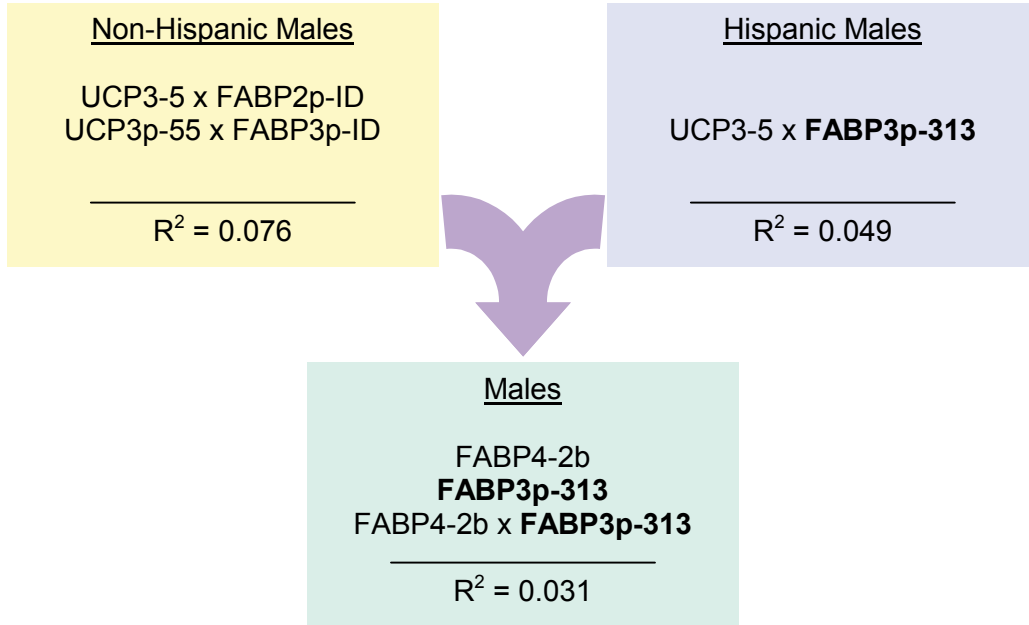 Non-Hispanic Males
UCP3-5 x FABP2p-ID
UCP3p-55 x FABP3p-ID
R² = 0.076
Hispanic Males
UCP3-5 x FABP3p-313
R² = 0.049
Males
FABP4-2b
FABP3p-313
FABP4-2b x FABP3p-313
R² = 0.031